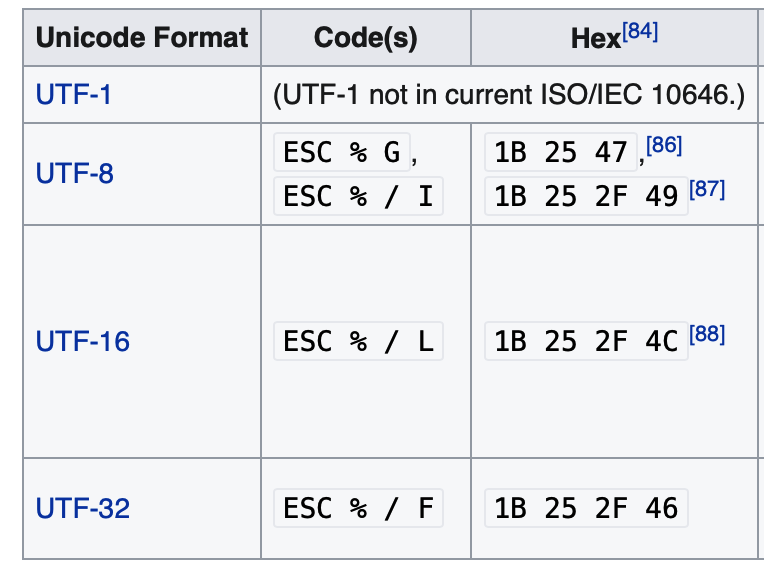 Unicode Format Code(s) Hex[84]
UTF-1 (UTF-1 not in current ISO/IEC 10646.)
UTF-8 ESC % G, 1B 25 47,[86]
ESC % / I 1B 25 2F 49[87]
UTF-16 ESC % / L 1B 25 2F 4C[88]
UTF-32 ESC % / F 1B 25 2F 46